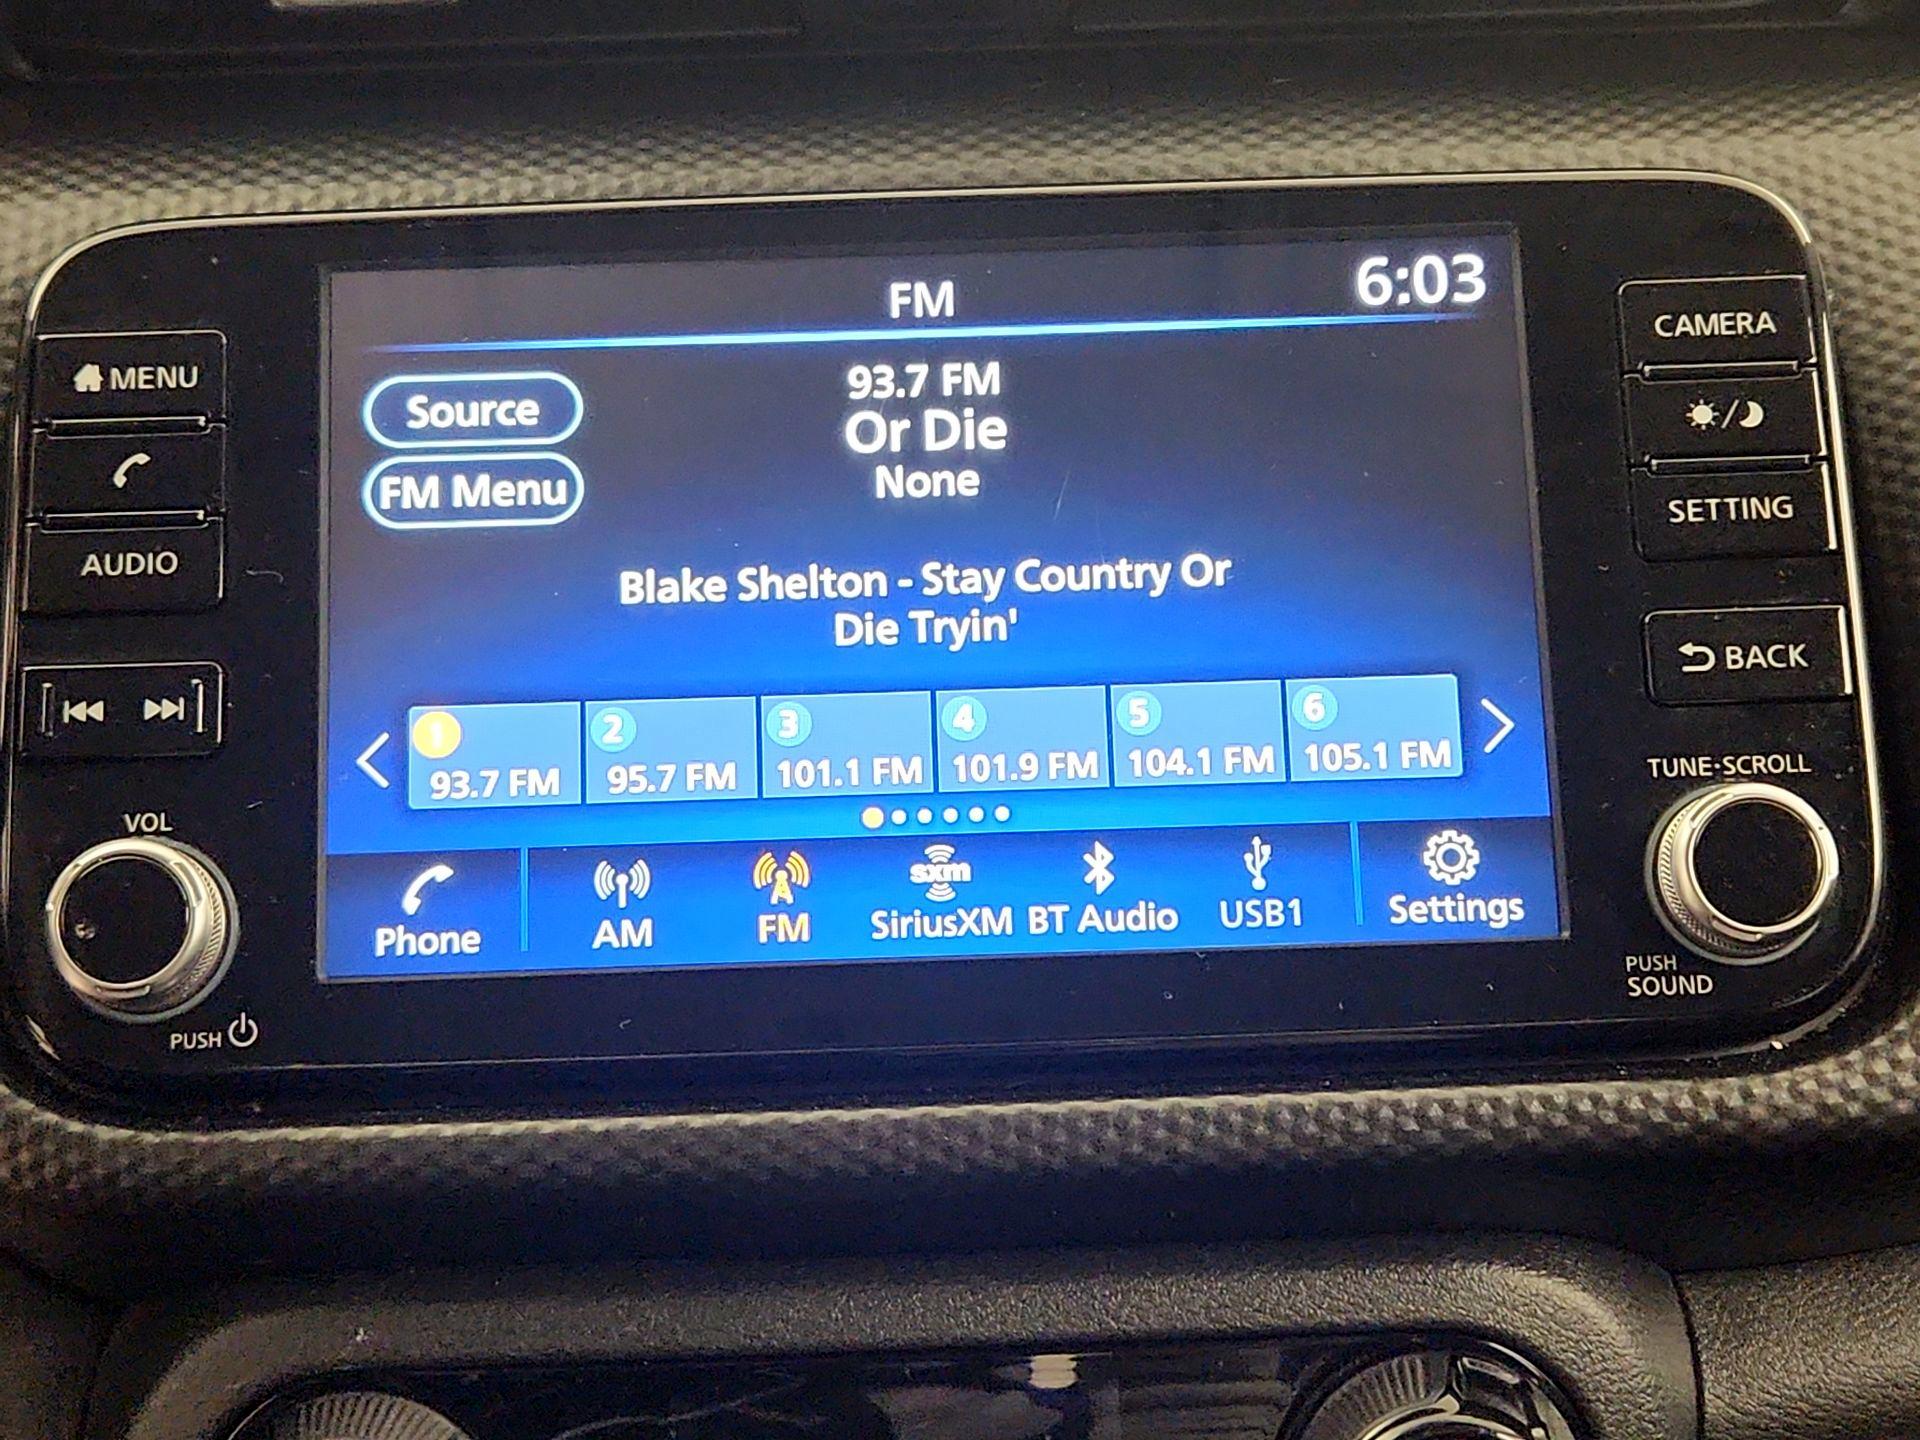 FM
6:03
MENU
AUDIO
VOL
PUSH
Source
FM Menu
93.7 FM
Or Die
None
Blake Shelton - Stay Country Or
Die Tryin'
1
93.7 FM
2
95.7 FM
3
101.1 FM
4
101.9 FM
5
104.1 FM
6
105.1 FM
Phone
AM
FM
sxm
SiriusXM
BT Audio
USB1
Settings
CAMERA
SETTING
BACK
TUNE·SCROLL
PUSH
SOUND